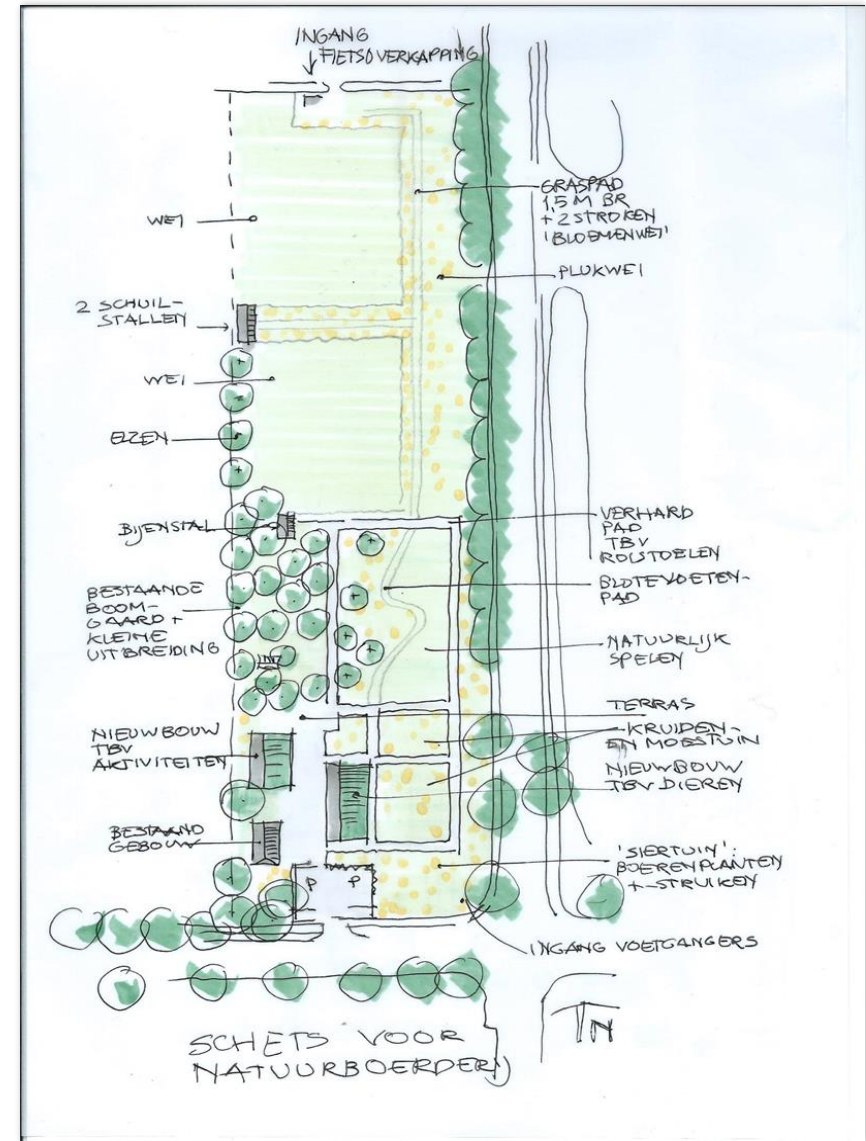 INGANG
FIETSOVERKAPPING
WEI
2 SCHUIL-
STALLEN
WEI
ELZEN
BIJENSTAL
BESTAANDE
BOOM-
GAARD +
KLEINE
UITBREIDING
NIEUWBOUW
TBV
AKTIVITEITEN
BESTAAND
GEBOUW
GRASPAD
1,5 M BR
+ 2 STROKEN
'BLOEMENWEI'
PLUKWEI
VERHARD
PAD
TBV
ROLSTOELEN
BLOTEVOETEN-
PAD
NATUURLIJK
SPELEN
TERRAS
KRUIDEN-
EN MOESTUIN
NIEUWBOUW
TBV DIEREN
'SIERTUIN':
BOERENPLANTEN
+ -STRUIKEN
P P
INGANG VOETGANGERS
N
SCHETS VOOR
NATUURBOERDERIJ